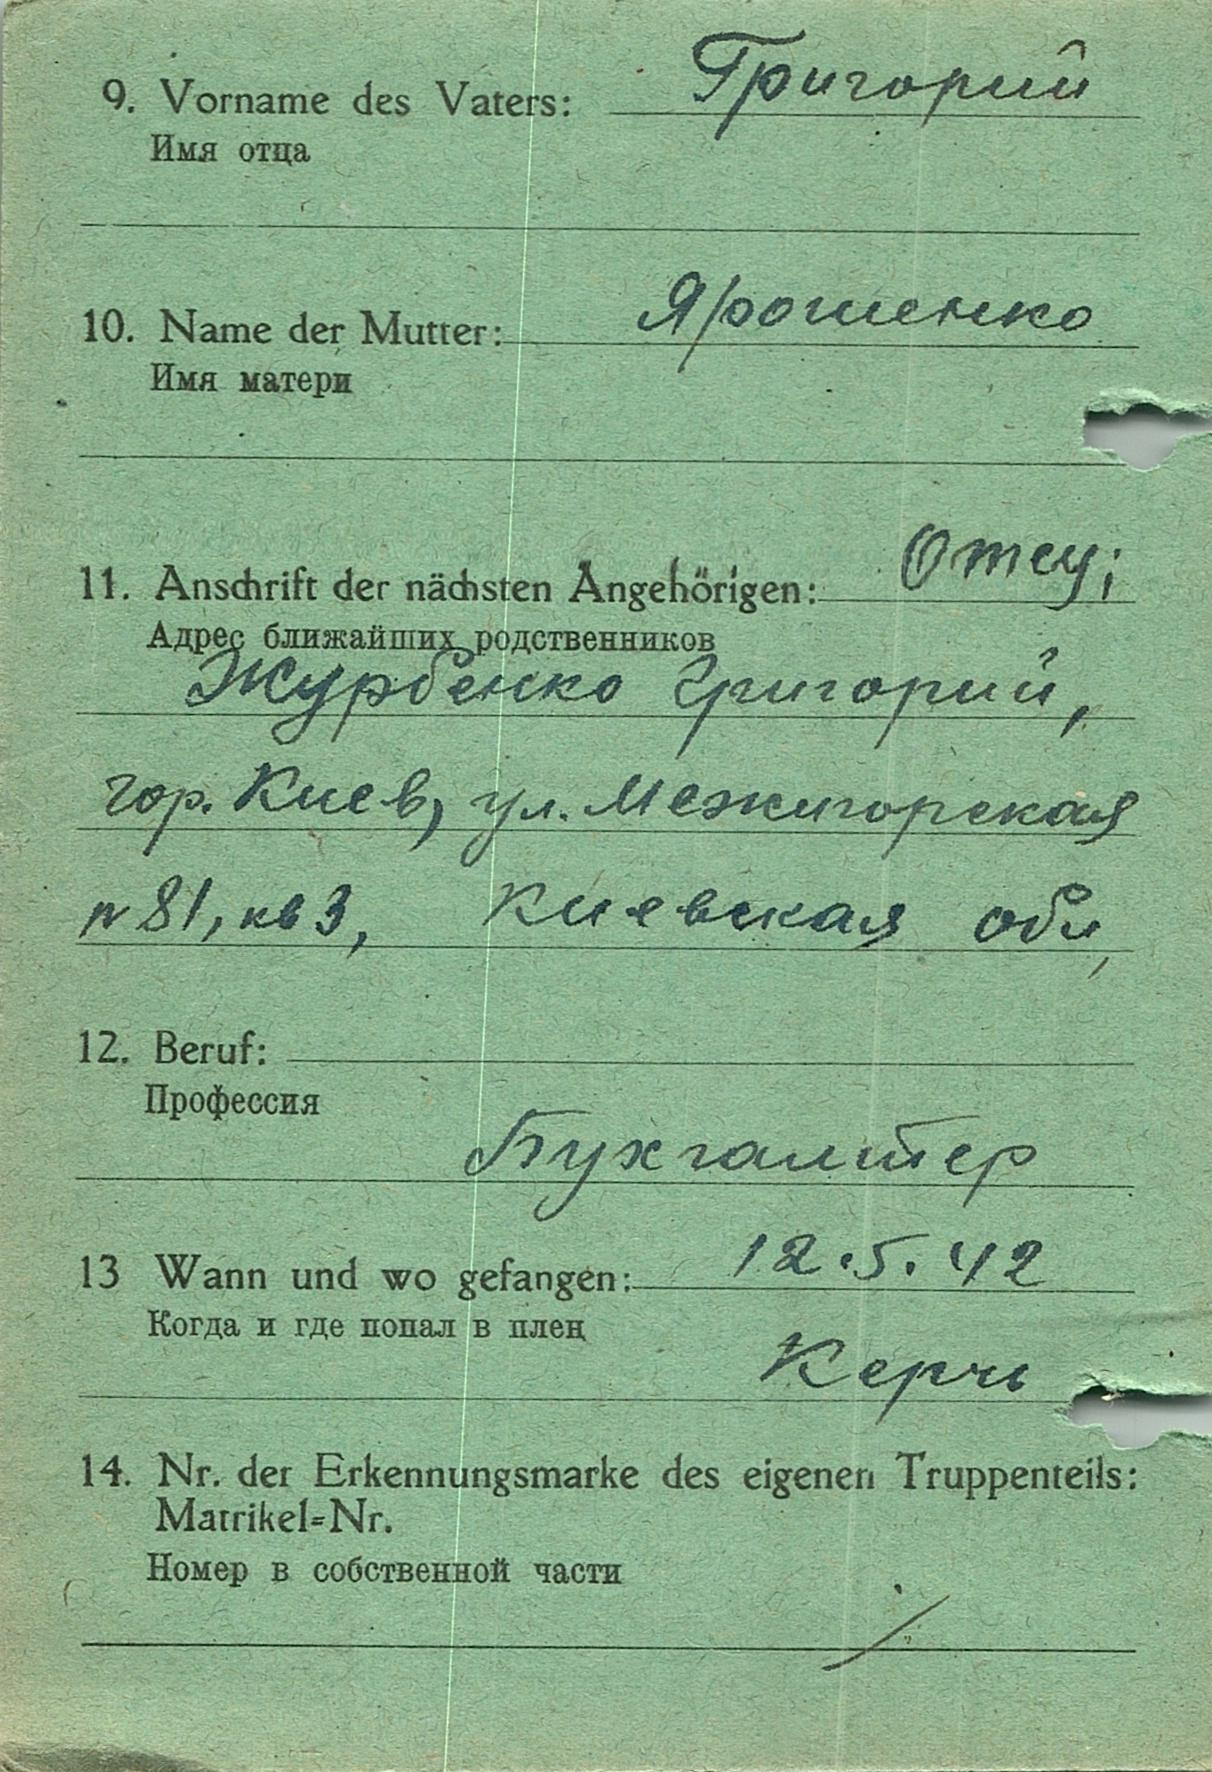 9. Vorname des Vaters: Григорий
Имя отца
10. Name der Mutter: Ярошенко
Имя матери
11. Anschrift der nächsten Angehörigen: Отцу;
Адрес ближайших родственников
Журбенко Григорий,
гор. Киев, ул. Межигорская
№ 81, кв 3, Киевская обл,
12. Beruf:
Профессия
Бухгалтер
13 Wann und wo gefangen: 12.5.42
Когда и где попал в плен
Керчь
14. Nr. der Erkennungsmarke des eigenen Truppenteils:
Matrikel=Nr.
Номер в собственной части